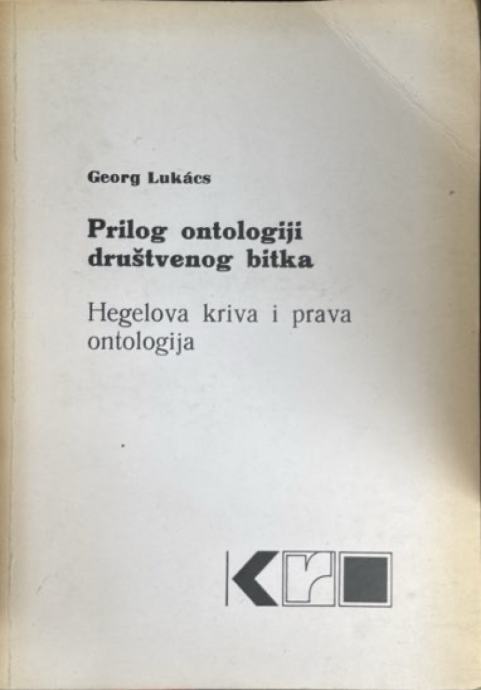 Georg Lukács
Prilog ontologiji
društvenog bitka
Hegelova kriva i prava
ontologija